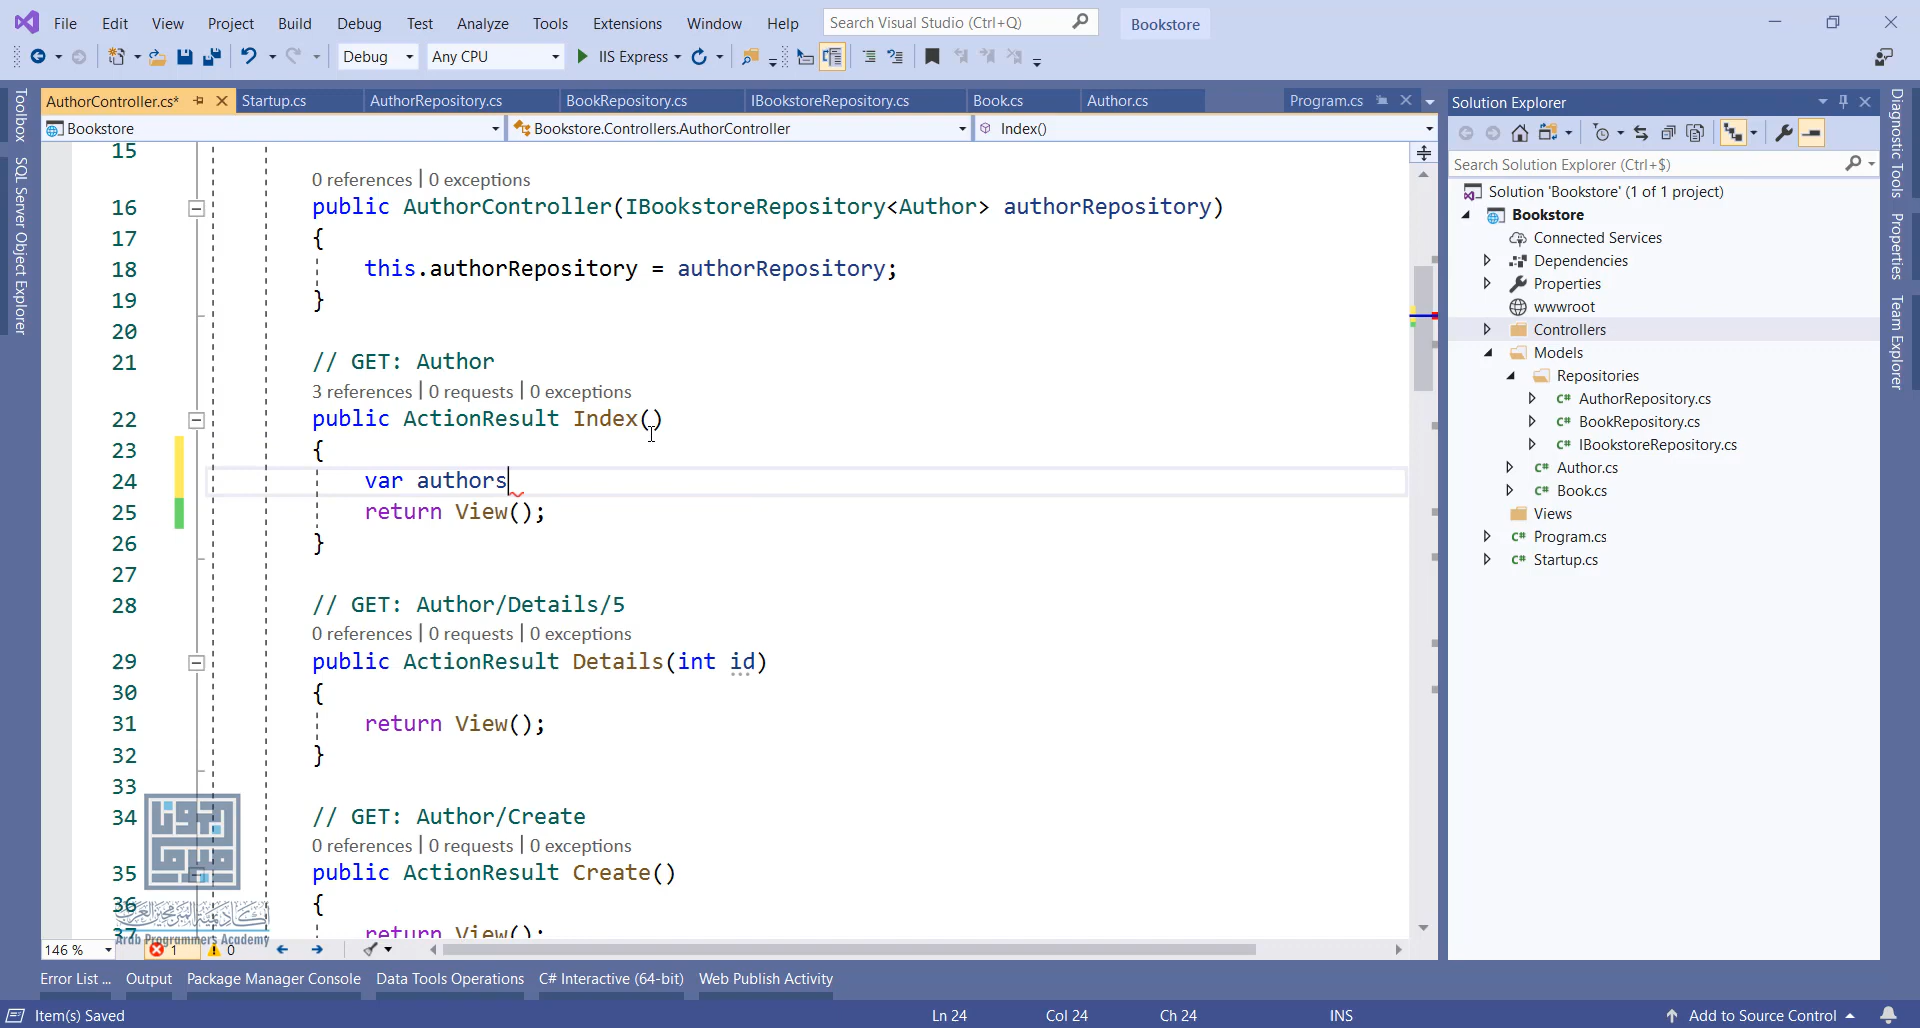 File Edit View Project Build Debug Test Analyze Tools Extensions Window Help Search Visual Studio (Ctrl+Q) Bookstore
Debug Any CPU IIS Express
AuthorController.cs* Startup.cs AuthorRepository.cs BookRepository.cs IBookstoreRepository.cs Book.cs Author.cs Program.cs
Bookstore Bookstore.Controllers.AuthorController Index()
Toolbox
SQL Server Object Explorer
15
0 references | 0 exceptions
16 public AuthorController(IBookstoreRepository<Author> authorRepository)
17 {
18 this.authorRepository = authorRepository;
19 }
20
21 // GET: Author
3 references | 0 requests | 0 exceptions
22 public ActionResult Index()
23 {
24 var authors
25 return View();
26 }
27
28 // GET: Author/Details/5
0 references | 0 requests | 0 exceptions
29 public ActionResult Details(int id)
30 {
31 return View();
32 }
33
34 // GET: Author/Create
0 references | 0 requests | 0 exceptions
35 public ActionResult Create()
36 {
37 return View();
Arab Programmers Academy
146 % 1 0
Solution Explorer
Search Solution Explorer (Ctrl+$)
Solution 'Bookstore' (1 of 1 project)
Bookstore
Connected Services
Dependencies
Properties
wwwroot
Controllers
Models
Repositories
C# AuthorRepository.cs
C# BookRepository.cs
C# IBookstoreRepository.cs
C# Author.cs
C# Book.cs
Views
C# Program.cs
C# Startup.cs
Diagnostic Tools
Properties
Team Explorer
Error List ... Output Package Manager Console Data Tools Operations C# Interactive (64-bit) Web Publish Activity
Item(s) Saved Ln 24 Col 24 Ch 24 INS Add to Source Control